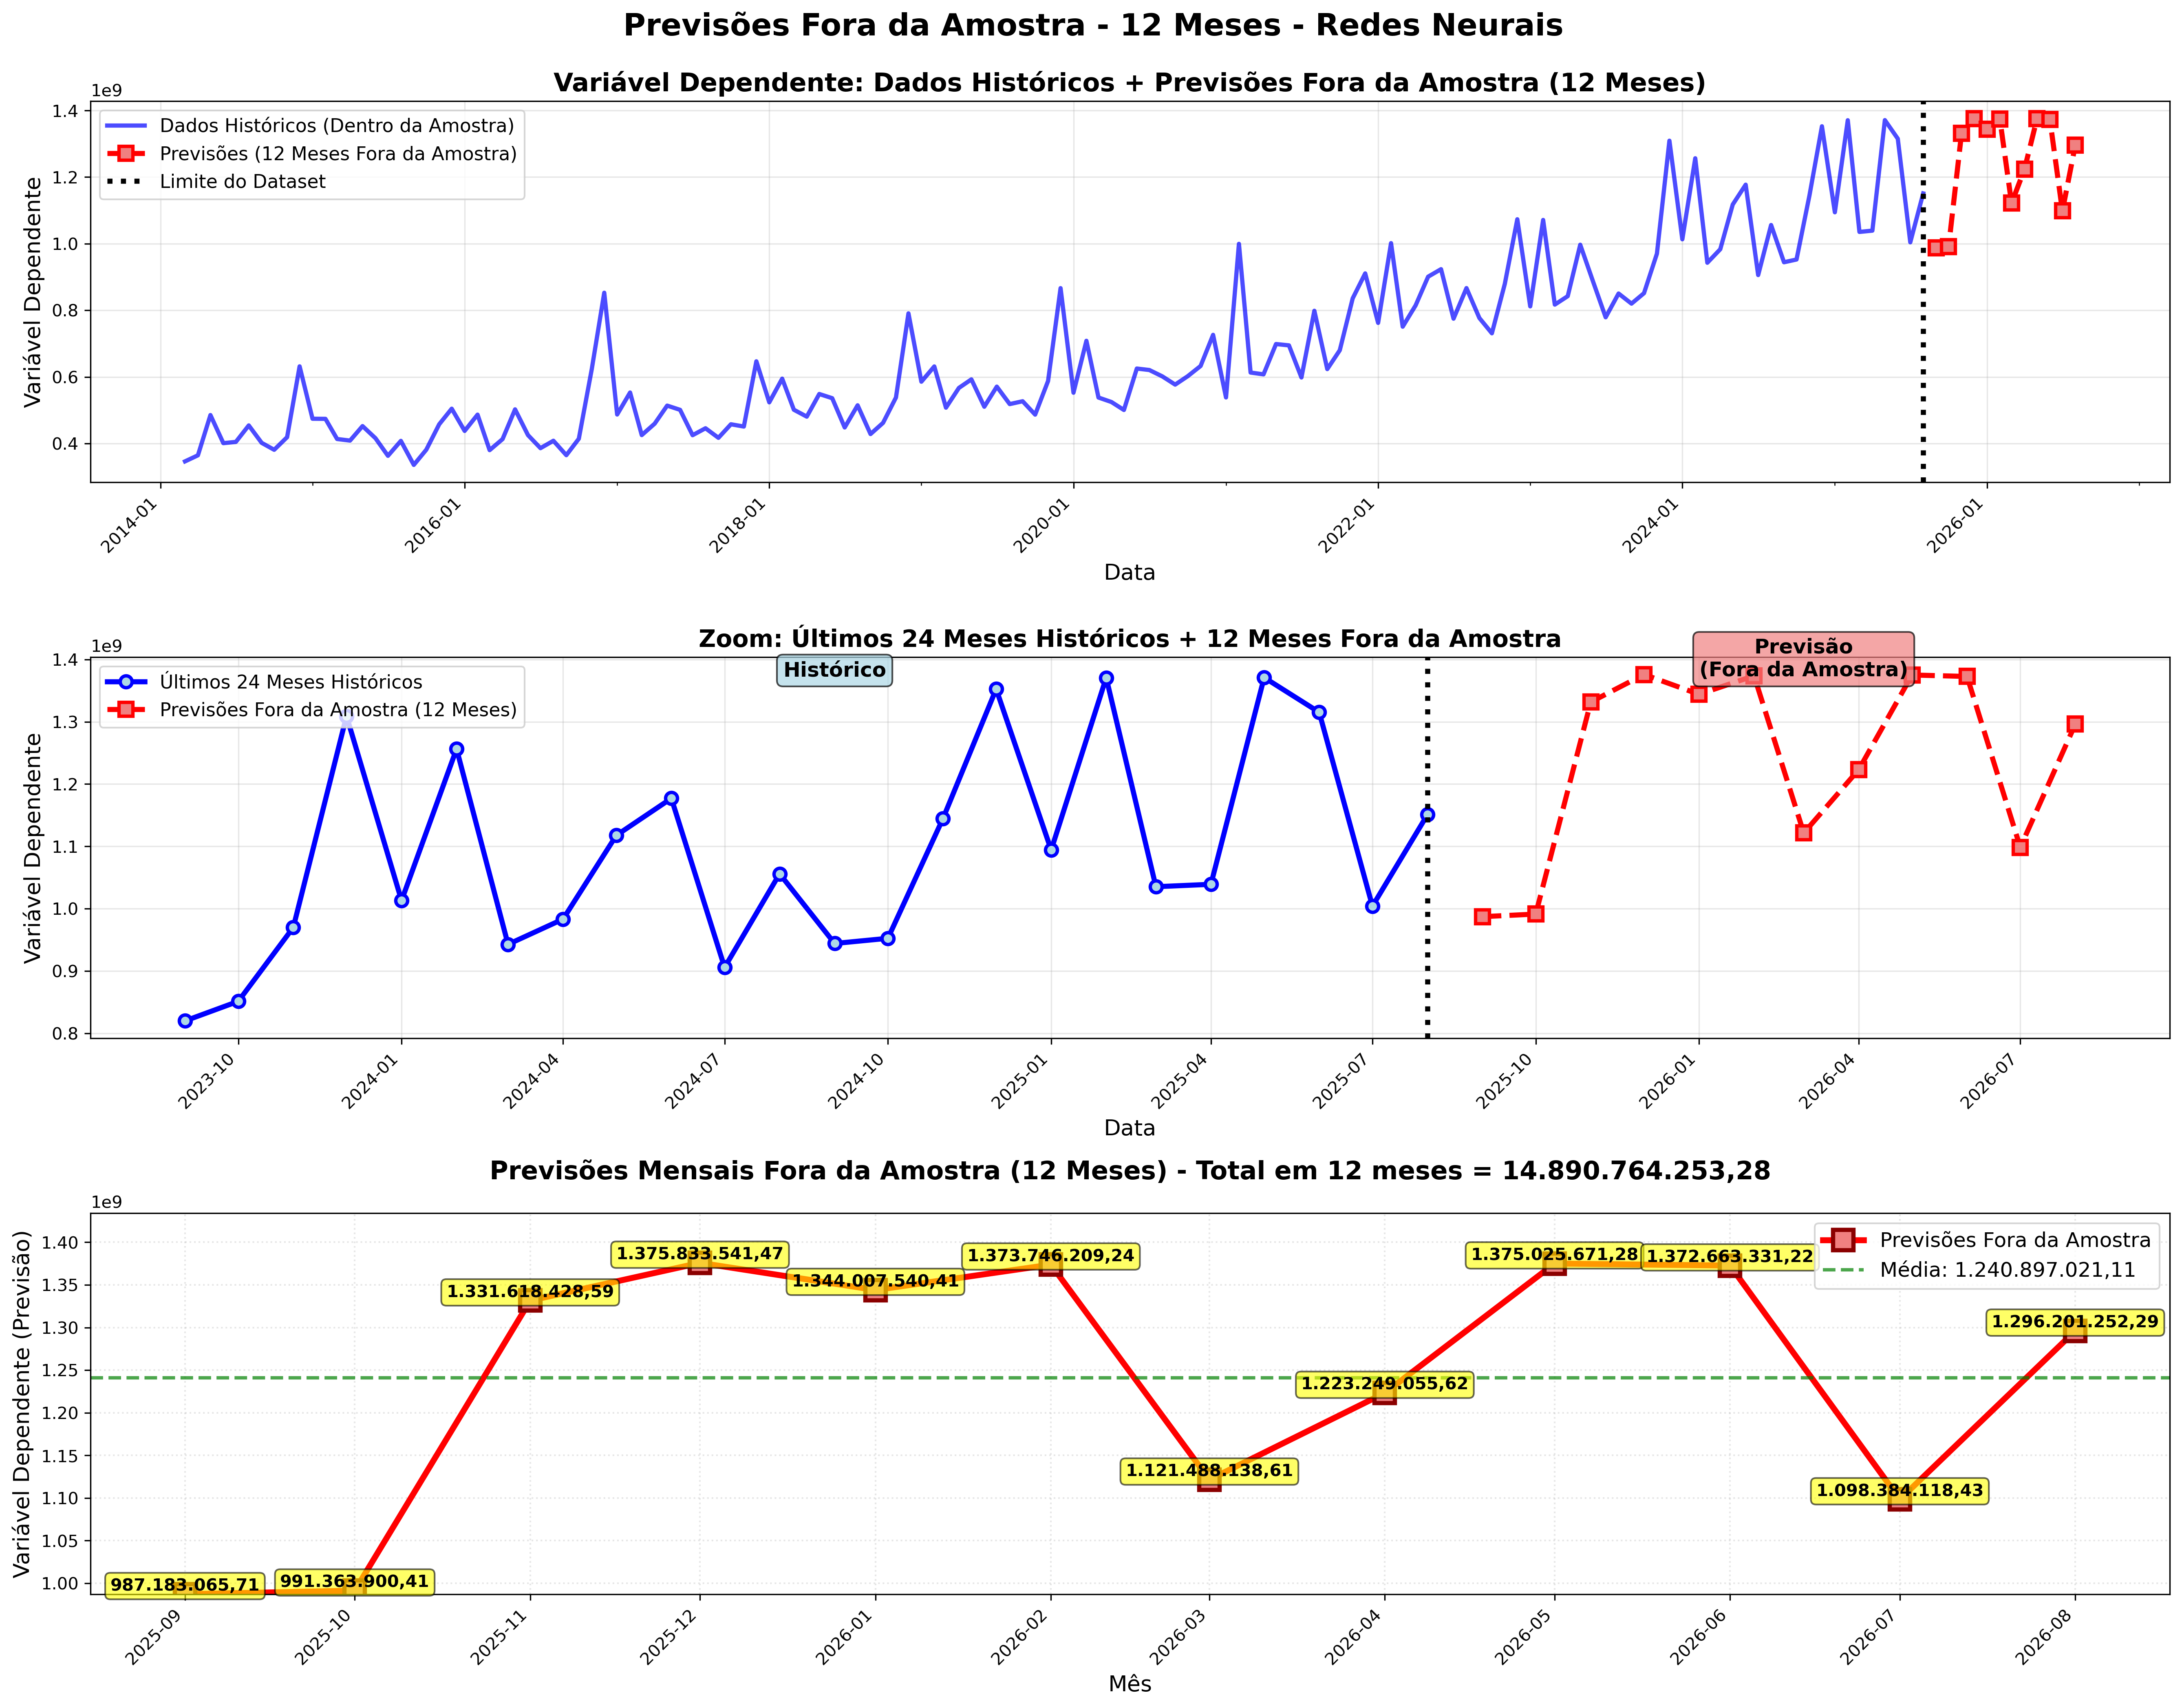 Previsões Fora da Amostra - 12 Meses - Redes Neurais
Variável Dependente: Dados Históricos + Previsões Fora da Amostra (12 Meses)
1e9
Dados Históricos (Dentro da Amostra)
Previsões (12 Meses Fora da Amostra)
Limite do Dataset
Variável Dependente
1.4
1.2
1.0
0.8
0.6
0.4
2014-01
2016-01
2018-01
2020-01
2022-01
2024-01
2026-01
Data
Zoom: Últimos 24 Meses Históricos + 12 Meses Fora da Amostra
1e9
Últimos 24 Meses Históricos
Previsões Fora da Amostra (12 Meses)
Histórico
Previsão
(Fora da Amostra)
Variável Dependente
1.4
1.3
1.2
1.1
1.0
0.9
0.8
2023-10
2024-01
2024-04
2024-07
2024-10
2025-01
2025-04
2025-07
2025-10
2026-01
2026-04
2026-07
Data
Previsões Mensais Fora da Amostra (12 Meses) - Total em 12 meses = 14.890.764.253,28
1e9
Previsões Fora da Amostra
Média: 1.240.897.021,11
Variável Dependente (Previsão)
1.40
1.35
1.30
1.25
1.20
1.15
1.10
1.05
1.00
987.183.065,71
991.363.900,41
1.331.618.428,59
1.375.833.541,47
1.344.007.540,41
1.373.746.209,24
1.121.488.138,61
1.223.249.055,62
1.375.025.671,28
1.372.663.331,22
1.098.384.118,43
1.296.201.252,29
2025-09
2025-10
2025-11
2025-12
2026-01
2026-02
2026-03
2026-04
2026-05
2026-06
2026-07
2026-08
Mês